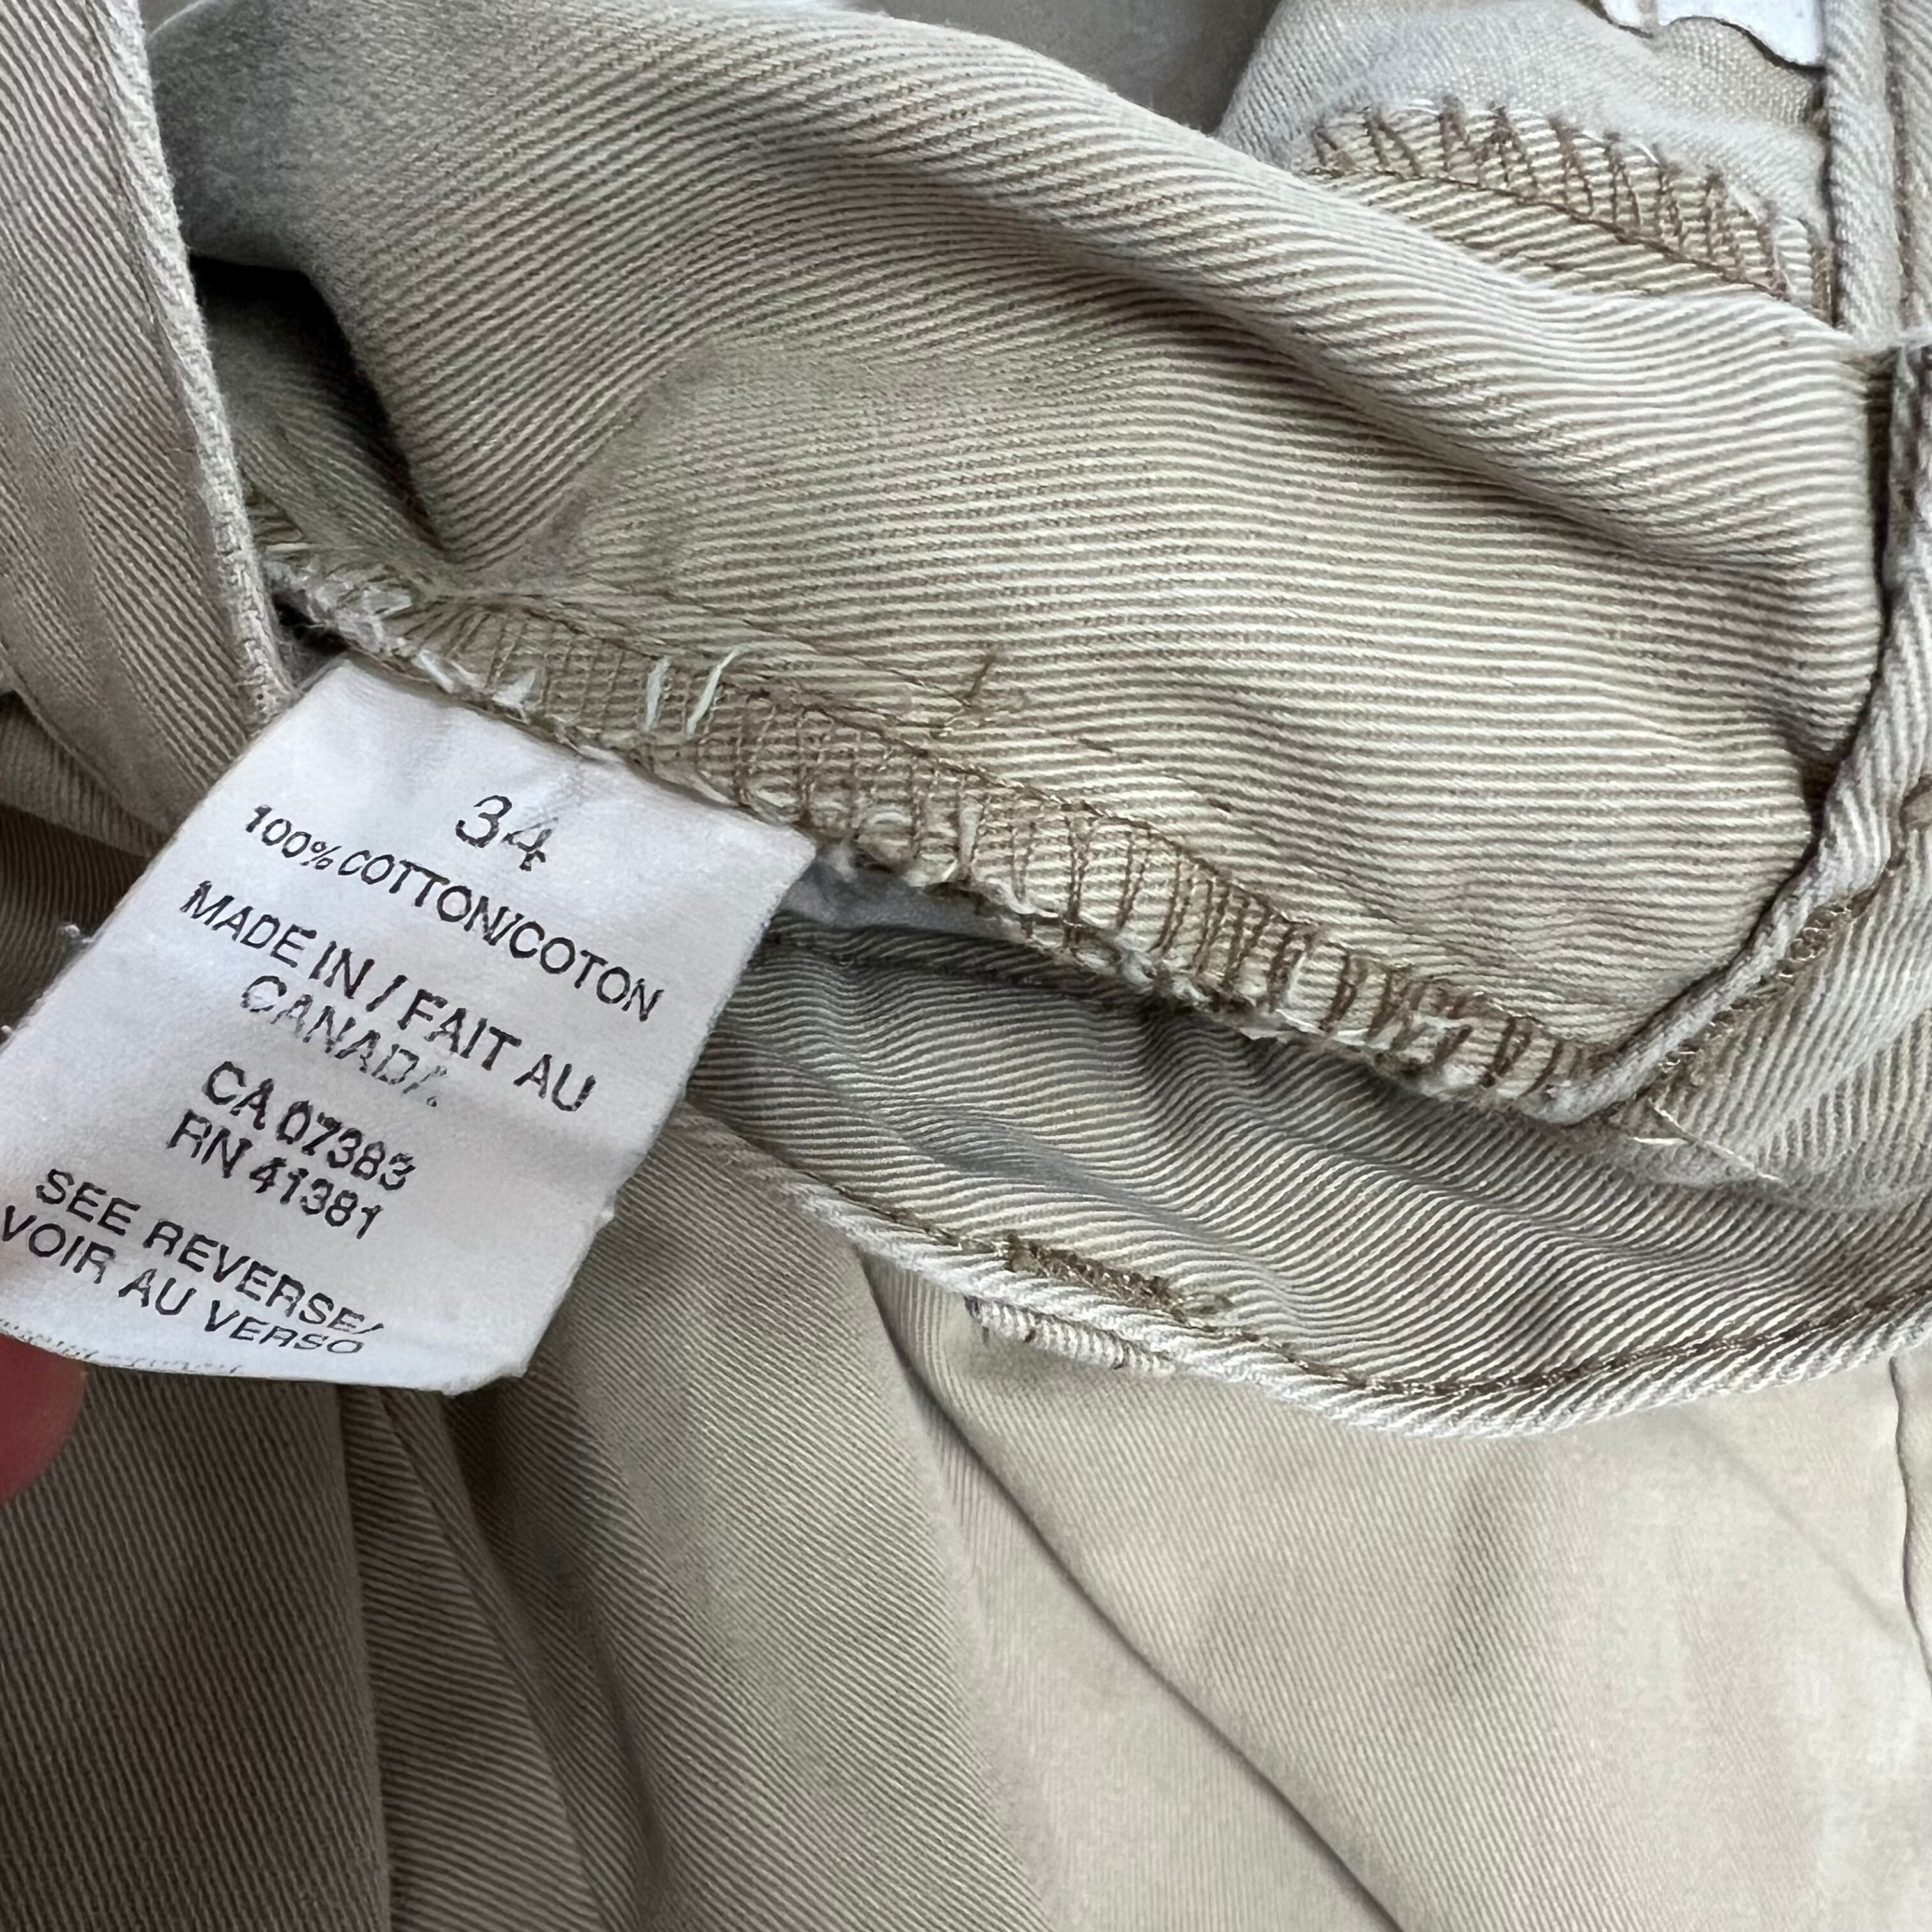 34
100% COTTON/COTON
MADE IN / FAIT AU
CANADA
CA 07383
RN 41381
SEE REVERSE/
VOIR AU VERSO